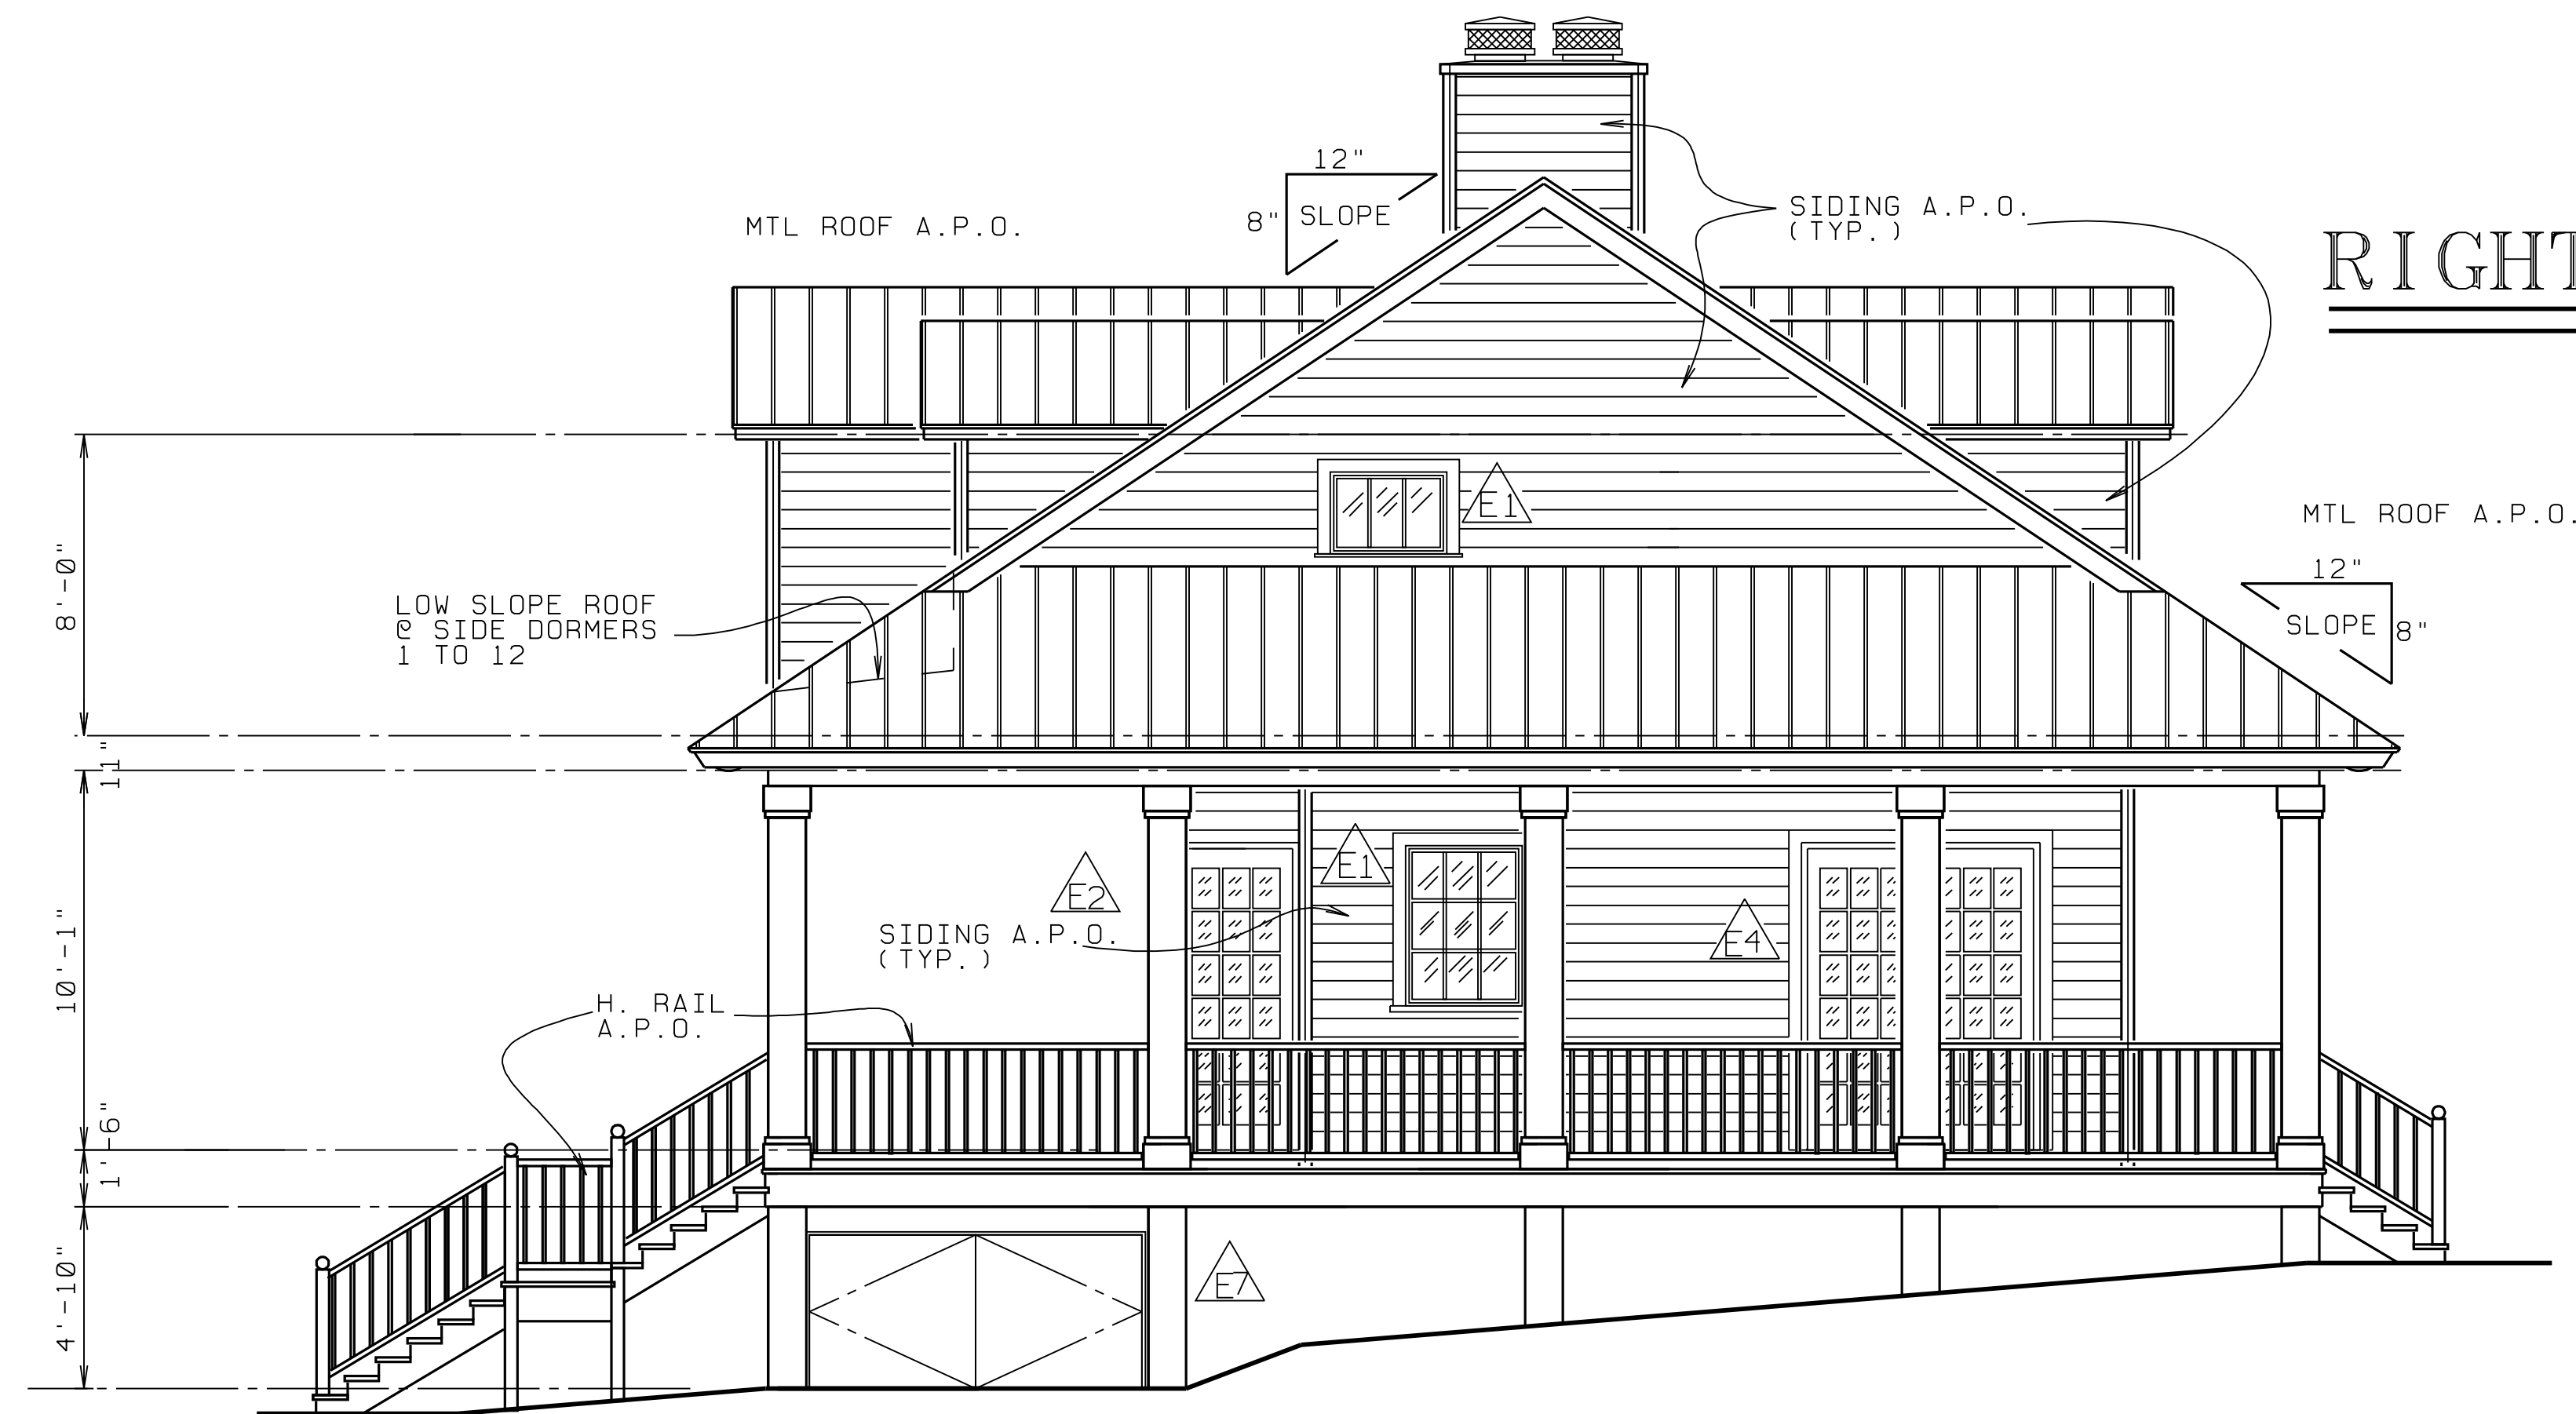 12"
8" SLOPE
MTL ROOF A.P.O.
SIDING A.P.O.
(TYP.)
RIGHT
E1
MTL ROOF A.P.O.
12"
SLOPE 8"
8'-0"
LOW SLOPE ROOF
@ SIDE DORMERS
1 TO 12
11"
E1
E2
E4
SIDING A.P.O.
(TYP.)
10'-1"
H. RAIL
A.P.O.
1'-6"
E7
4'-10"